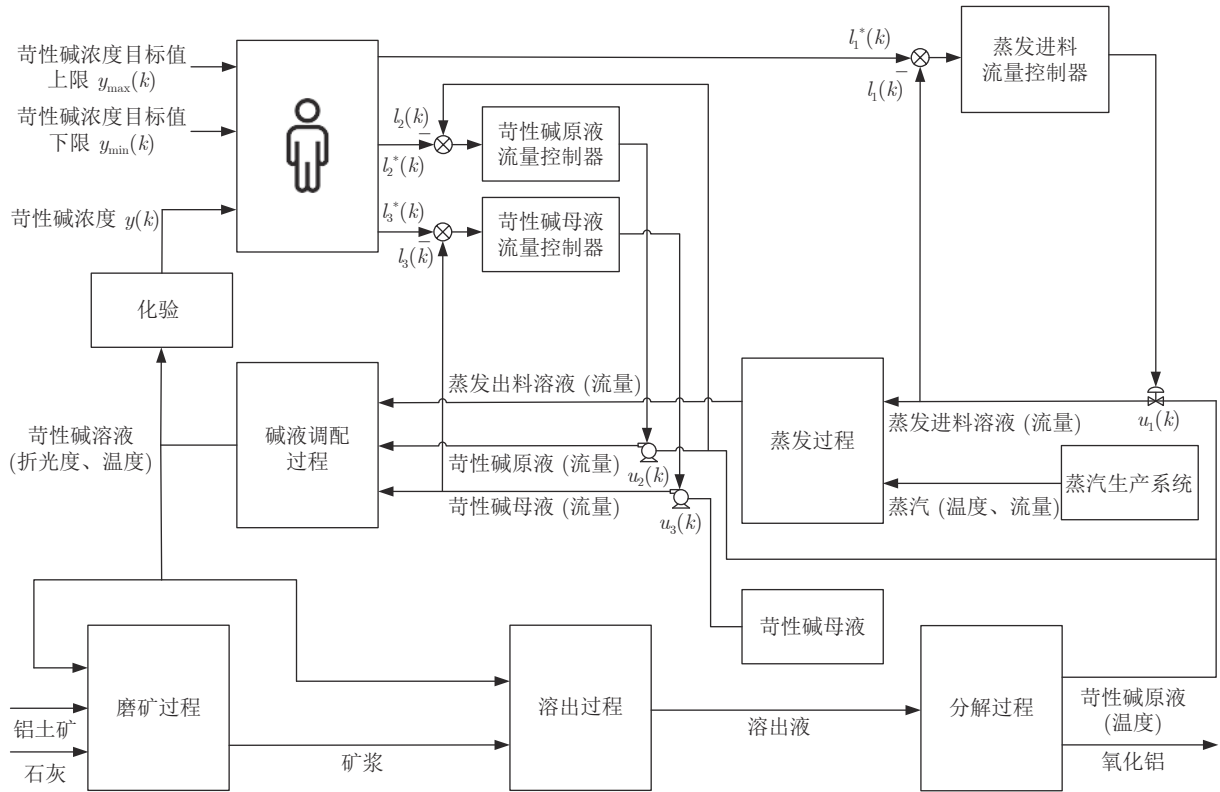 苛性碱浓度目标值
上限 y_max(k)
苛性碱浓度目标值
下限 y_min(k)
苛性碱浓度 y(k)
化验
l_1^*(k)
l_1(k)
−
蒸发进料
流量控制器
l_2(k)
−
l_2^*(k)
苛性碱原液
流量控制器
l_3^*(k)
l_3(k)
−
苛性碱母液
流量控制器
苛性碱溶液
(折光度、温度)
碱液调配
过程
蒸发出料溶液 (流量)
苛性碱原液 (流量)
u_2(k)
苛性碱母液 (流量)
u_3(k)
蒸发过程
蒸发进料溶液 (流量)
u_1(k)
蒸汽 (温度、流量)
蒸汽生产系统
苛性碱母液
铝土矿
石灰
磨矿过程
矿浆
溶出过程
溶出液
分解过程
苛性碱原液
(温度)
氧化铝